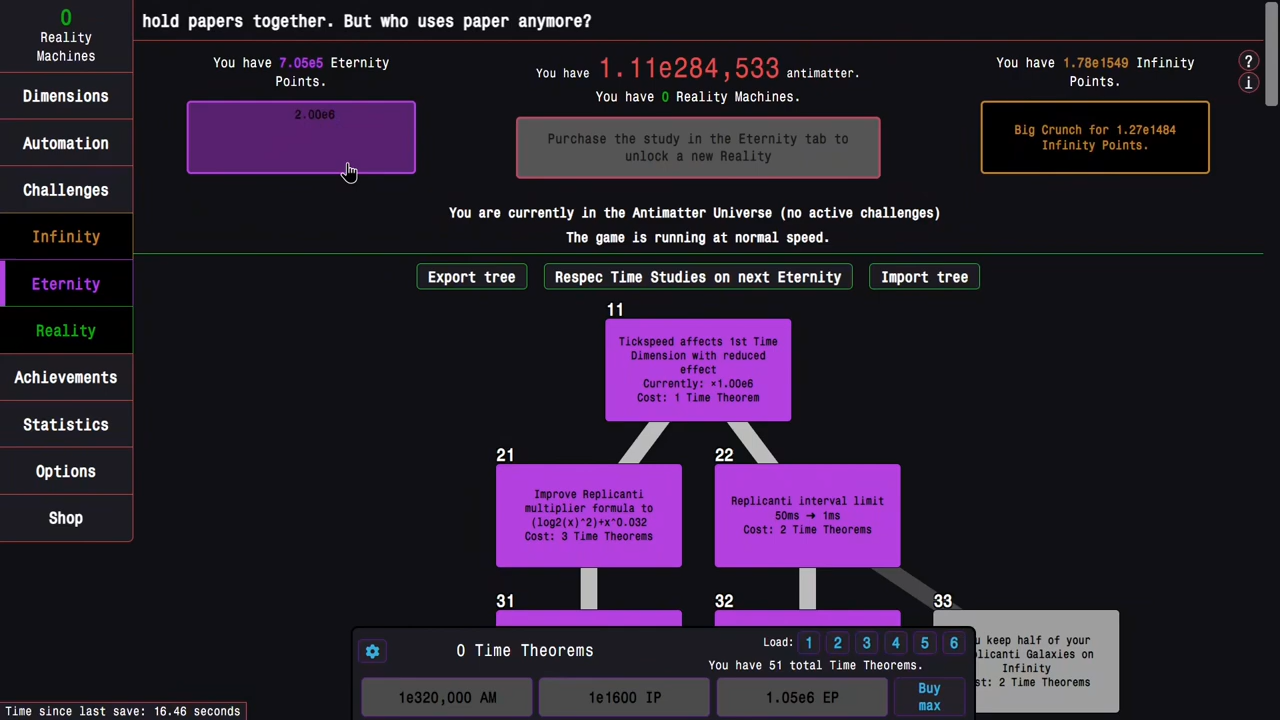 0
Reality
Machines
Dimensions
Automation
Challenges
Infinity
Eternity
Reality
Achievements
Statistics
Options
Shop
hold papers together. But who uses paper anymore?
You have 7.05e5 Eternity
Points.
2.00e6
You have 1.11e284,533 antimatter.
You have 0 Reality Machines.
Purchase the study in the Eternity tab to
unlock a new Reality
You have 1.78e1549 Infinity
Points.
Big Crunch for 1.27e1484
Infinity Points.
?
i
You are currently in the Antimatter Universe (no active challenges)
The game is running at normal speed.
Export tree
Respec Time Studies on next Eternity
Import tree
11
Tickspeed affects 1st Time
Dimension with reduced
effect
Currently: ×1.00e6
Cost: 1 Time Theorem
21
Improve Replicanti
multiplier formula to
(log2(x)^2)+x^0.032
Cost: 3 Time Theorems
22
Replicanti interval limit
50ms → 1ms
Cost: 2 Time Theorems
31
32
33
keep half of your
Galaxies on
Infinity
2 Time Theorems
0 Time Theorems
Load: 1 2 3 4 5 6
You have 51 total Time Theorems.
1e320,000 AM
1e1600 IP
1.05e6 EP
Buy
max
Time since last save: 16.46 seconds